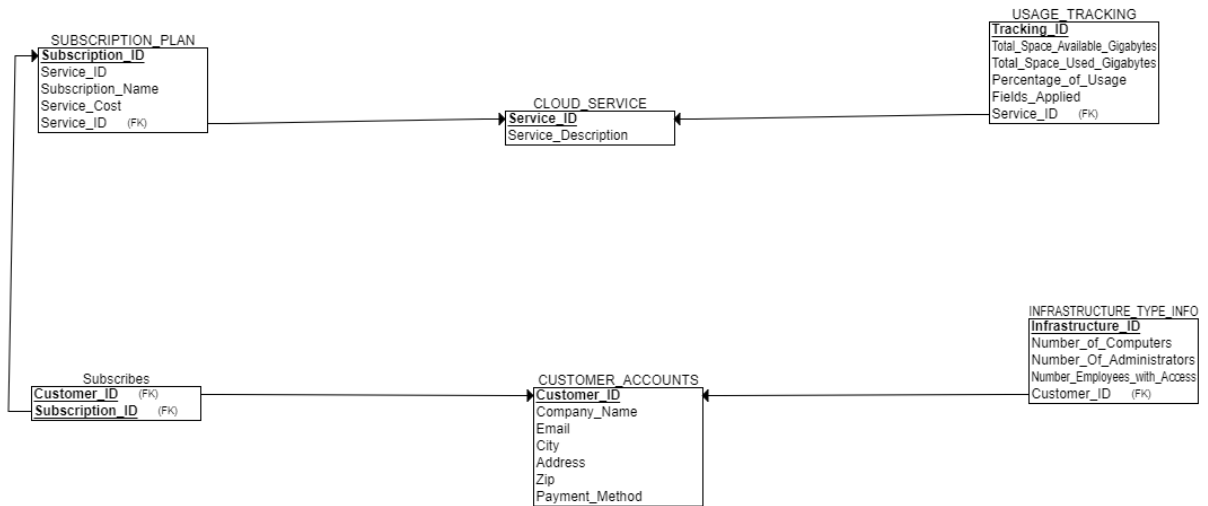 SUBSCRIPTION_PLAN
Subscription_ID
Service_ID
Subscription_Name
Service_Cost
Service_ID (FK)
CLOUD_SERVICE
Service_ID
Service_Description
USAGE_TRACKING
Tracking_ID
Total_Space_Available_Gigabytes
Total_Space_Used_Gigabytes
Percentage_of_Usage
Fields_Applied
Service_ID (FK)
Subscribes
Customer_ID (FK)
Subscription_ID (FK)
CUSTOMER_ACCOUNTS
Customer_ID
Company_Name
Email
City
Address
Zip
Payment_Method
INFRASTRUCTURE_TYPE_INFO
Infrastructure_ID
Number_of_Computers
Number_Of_Administrators
Number_Employees_with_Access
Customer_ID (FK)